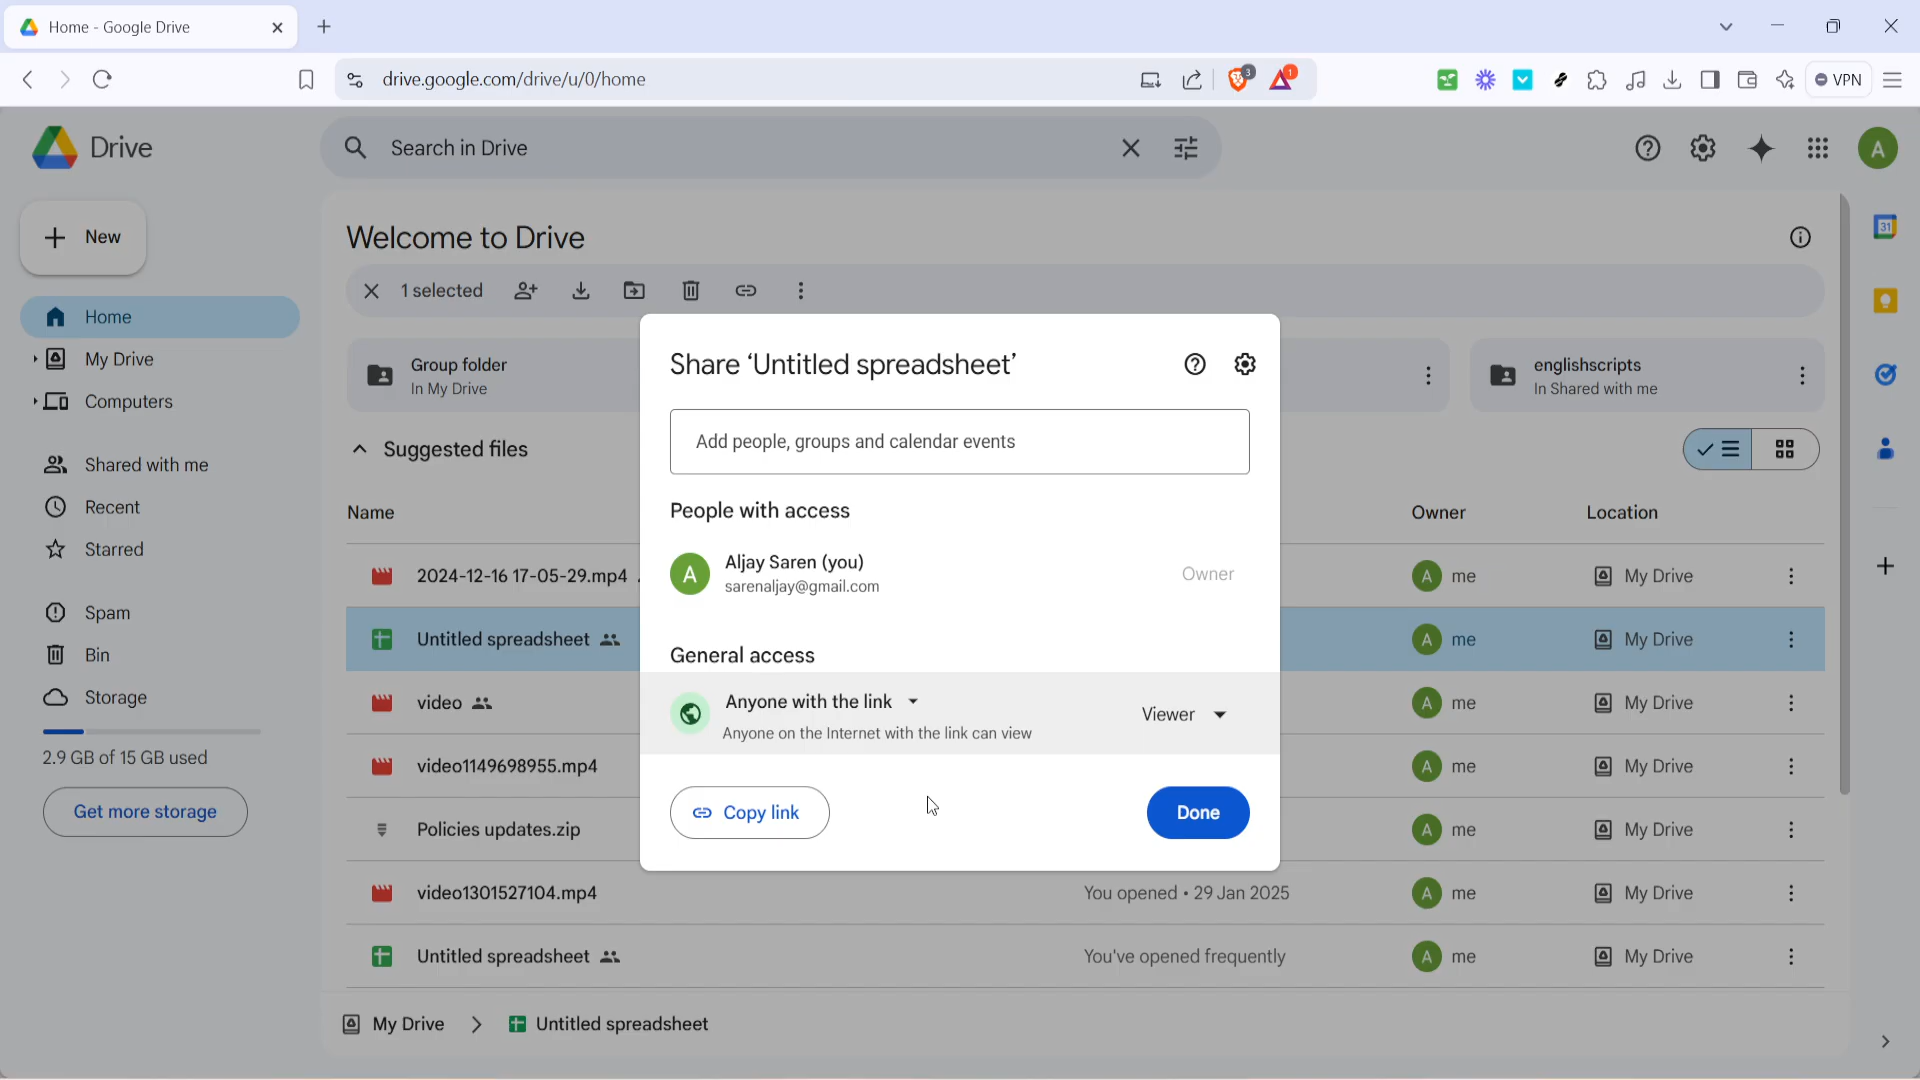 Home - Google Drive
drive.google.com/drive/u/0/home
3
1
VPN
Drive
Search in Drive
A
New
Welcome to Drive
31
1 selected
Home
My Drive
Computers
Shared with me
Recent
Starred
Spam
Bin
Storage
2.9 GB of 15 GB used
Get more storage
Group folder
In My Drive
englishscripts
In Shared with me
Suggested files
Name
Owner
Location
2024-12-16 17-05-29.mp4
A me
My Drive
Untitled spreadsheet
A me
My Drive
video
A me
My Drive
video1149698955.mp4
A me
My Drive
Policies updates.zip
A me
My Drive
video1301527104.mp4
You opened • 29 Jan 2025
A me
My Drive
Untitled spreadsheet
You've opened frequently
A me
My Drive
My Drive
Untitled spreadsheet
Share ‘Untitled spreadsheet’
Add people, groups and calendar events
People with access
A
Aljay Saren (you)
sarenaljay@gmail.com
Owner
General access
Anyone with the link
Anyone on the Internet with the link can view
Viewer
Copy link
Done